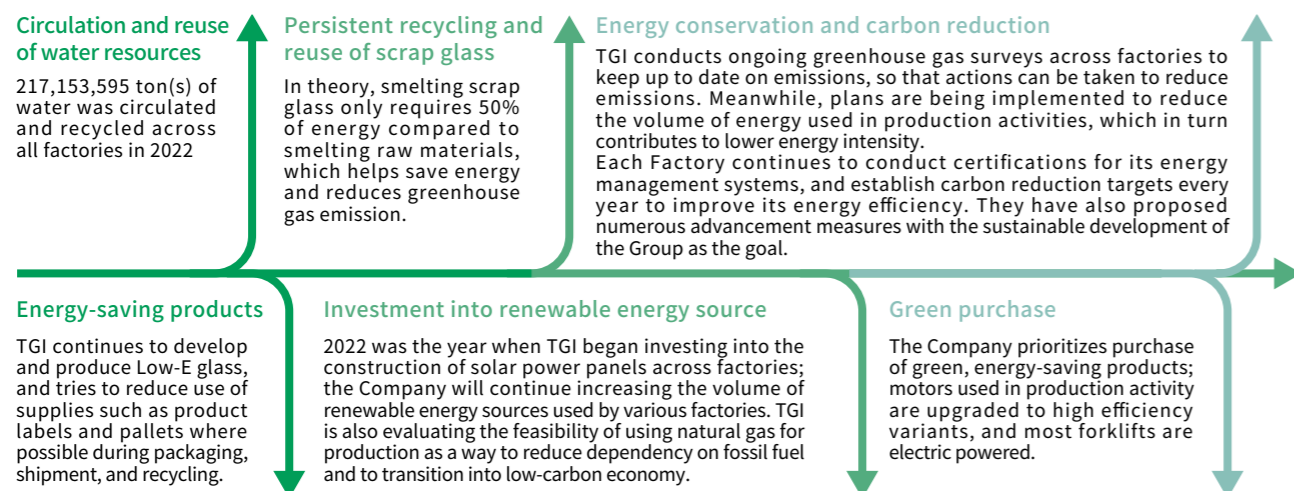 Circulation and reuse
of water resources
217,153,595 ton(s) of
water was circulated
and recycled across
all factories in 2022
Persistent recycling and
reuse of scrap glass
In theory, smelting scrap
glass only requires 50%
of energy compared to
smelting raw materials,
which helps save energy
and reduces greenhouse
gas emission.
Energy conservation and carbon reduction
TGI conducts ongoing greenhouse gas surveys across factories to
keep up to date on emissions, so that actions can be taken to reduce
emissions. Meanwhile, plans are being implemented to reduce
the volume of energy used in production activities, which in turn
contributes to lower energy intensity.
Each Factory continues to conduct certifications for its energy
management systems, and establish carbon reduction targets every
year to improve its energy efficiency. They have also proposed
numerous advancement measures with the sustainable development of
the Group as the goal.
Energy-saving products
TGI continues to develop
and produce Low-E glass,
and tries to reduce use of
supplies such as product
labels and pallets where
possible during packaging,
shipment, and recycling.
Investment into renewable energy source
2022 was the year when TGI began investing into the
construction of solar power panels across factories;
the Company will continue increasing the volume of
renewable energy sources used by various factories. TGI
is also evaluating the feasibility of using natural gas for
production as a way to reduce dependency on fossil fuel
and to transition into low-carbon economy.
Green purchase
The Company prioritizes purchase
of green, energy-saving products;
motors used in production activity
are upgraded to high efficiency
variants, and most forklifts are
electric powered.